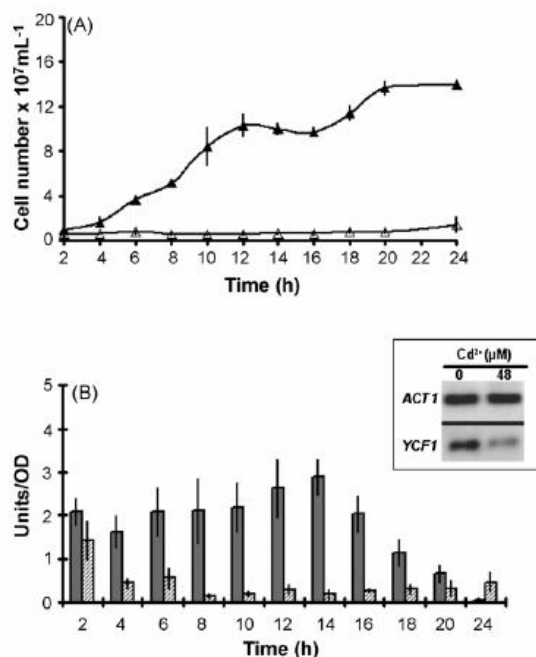 (A)
20
16
12
8
4
0
Cell number x 10⁷mL⁻¹
2 4 6 8 10 12 14 16 18 20 22 24
Time (h)
Cd²⁺(µM)
0 48
ACT1
YCF1
(B)
5
4
3
2
1
0
Units/OD
2 4 6 8 10 12 14 16 18 20 24
Time (h)